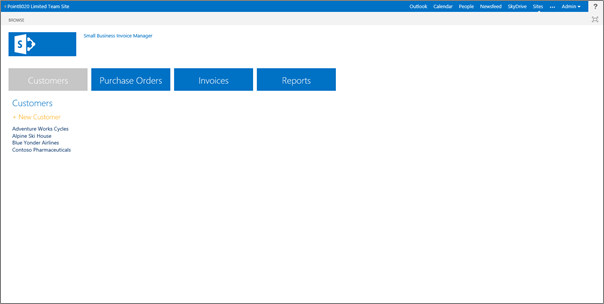 ‹ Point8020 Limited Team Site Outlook Calendar People Newsfeed SkyDrive Sites ••• Admin ?
BROWSE
S Small Business Invoice Manager
Customers Purchase Orders Invoices Reports
Customers
+ New Customer
Adventure Works Cycles
Alpine Ski House
Blue Yonder Airlines
Contoso Pharmaceuticals